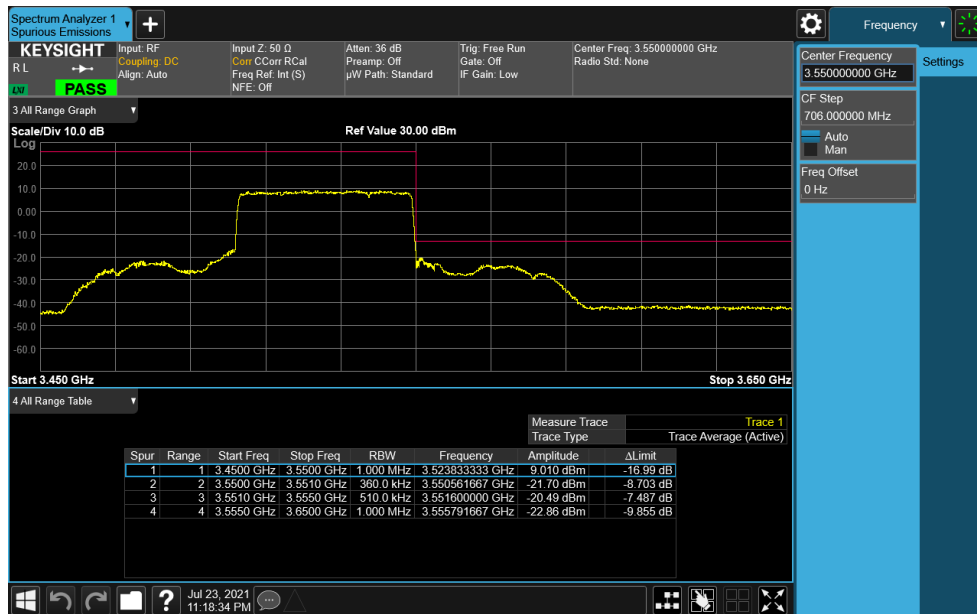 Spectrum Analyzer 1
Spurious Emissions
Frequency
KEYSIGHT
R L
LXI
PASS
Input: RF
Coupling: DC
Align: Auto
Input Z: 50 Ω
Corr CCorr RCal
Freq Ref: Int (S)
NFE: Off
Atten: 36 dB
Preamp: Off
µW Path: Standard
Trig: Free Run
Gate: Off
IF Gain: Low
Center Freq: 3.550000000 GHz
Radio Std: None
Center Frequency
3.550000000 GHz
Settings
CF Step
706.000000 MHz
Auto
Man
Freq Offset
0 Hz
3 All Range Graph
Scale/Div 10.0 dB
Ref Value 30.00 dBm
Log
20.0
10.0
0.00
-10.0
-20.0
-30.0
-40.0
-50.0
-60.0
Start 3.450 GHz
Stop 3.650 GHz
4 All Range Table
Measure Trace Trace 1
Trace Type Trace Average (Active)
Spur Range Start Freq Stop Freq RBW Frequency Amplitude ΔLimit
1 1 3.4500 GHz 3.5500 GHz 1.000 MHz 3.523833333 GHz 9.010 dBm -16.99 dB
2 2 3.5500 GHz 3.5510 GHz 360.0 kHz 3.550561667 GHz -21.70 dBm -8.703 dB
3 3 3.5510 GHz 3.5550 GHz 510.0 kHz 3.551600000 GHz -20.49 dBm -7.487 dB
4 4 3.5550 GHz 3.6500 GHz 1.000 MHz 3.555791667 GHz -22.86 dBm -9.855 dB
Jul 23, 2021
11:18:34 PM